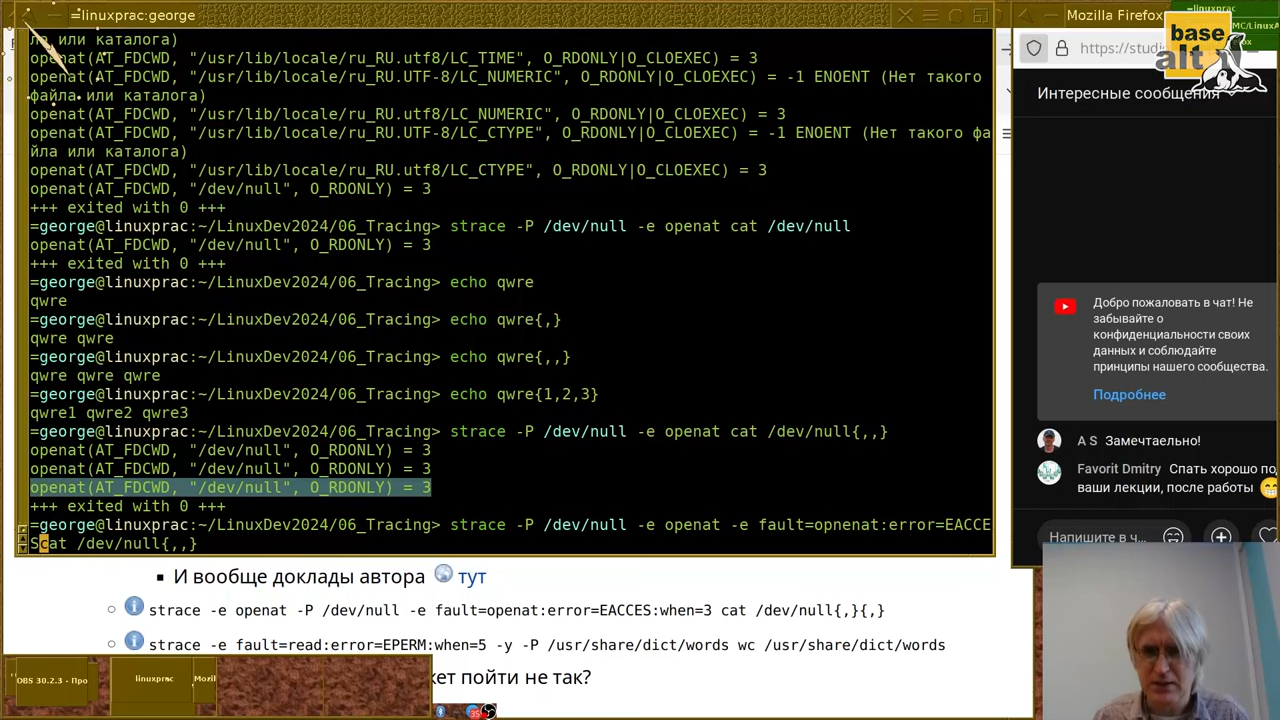 =linuxprac:george
ла или каталога)
openat(AT_FDCWD, "/usr/lib/locale/ru_RU.utf8/LC_TIME", O_RDONLY|O_CLOEXEC) = 3
openat(AT_FDCWD, "/usr/lib/locale/ru_RU.UTF-8/LC_NUMERIC", O_RDONLY|O_CLOEXEC) = -1 ENOENT (Нет такого
файла или каталога)
openat(AT_FDCWD, "/usr/lib/locale/ru_RU.utf8/LC_NUMERIC", O_RDONLY|O_CLOEXEC) = 3
openat(AT_FDCWD, "/usr/lib/locale/ru_RU.UTF-8/LC_CTYPE", O_RDONLY|O_CLOEXEC) = -1 ENOENT (Нет такого фа
йла или каталога)
openat(AT_FDCWD, "/usr/lib/locale/ru_RU.utf8/LC_CTYPE", O_RDONLY|O_CLOEXEC) = 3
openat(AT_FDCWD, "/dev/null", O_RDONLY) = 3
+++ exited with 0 +++
=george@linuxprac:~/LinuxDev2024/06_Tracing> strace -P /dev/null -e openat cat /dev/null
openat(AT_FDCWD, "/dev/null", O_RDONLY) = 3
+++ exited with 0 +++
=george@linuxprac:~/LinuxDev2024/06_Tracing> echo qwre
qwre
=george@linuxprac:~/LinuxDev2024/06_Tracing> echo qwre{,}
qwre qwre
=george@linuxprac:~/LinuxDev2024/06_Tracing> echo qwre{,,}
qwre qwre qwre
=george@linuxprac:~/LinuxDev2024/06_Tracing> echo qwre{1,2,3}
qwre1 qwre2 qwre3
=george@linuxprac:~/LinuxDev2024/06_Tracing> strace -P /dev/null -e openat cat /dev/null{,,}
openat(AT_FDCWD, "/dev/null", O_RDONLY) = 3
openat(AT_FDCWD, "/dev/null", O_RDONLY) = 3
openat(AT_FDCWD, "/dev/null", O_RDONLY) = 3
+++ exited with 0 +++
=george@linuxprac:~/LinuxDev2024/06_Tracing> strace -P /dev/null -e openat -e fault=opnenat:error=EACCE
Scat /dev/null{,,}
И вообще доклады автора тут
strace -e openat -P /dev/null -e fault=openat:error=EACCES:when=3 cat /dev/null{,}{,}
strace -e fault=read:error=EPERM:when=5 -y -P /usr/share/dict/words wc /usr/share/dict/words
жет пойти не так?
DBS 30.2.3 - Про
linuxprac
Mozil
Mozilla Firefox
=linuxprac:george
MC/LinuxA
base
alt
https://studi
Интересные сообщения
Добро пожаловать в чат! Не
забывайте о
конфиденциальности своих
данных и соблюдайте
принципы нашего сообщества.
Подробнее
A S Замечтаельно!
Favorit Dmitry Спать хорошо по
ваши лекции, после работы
Напишите в ч...